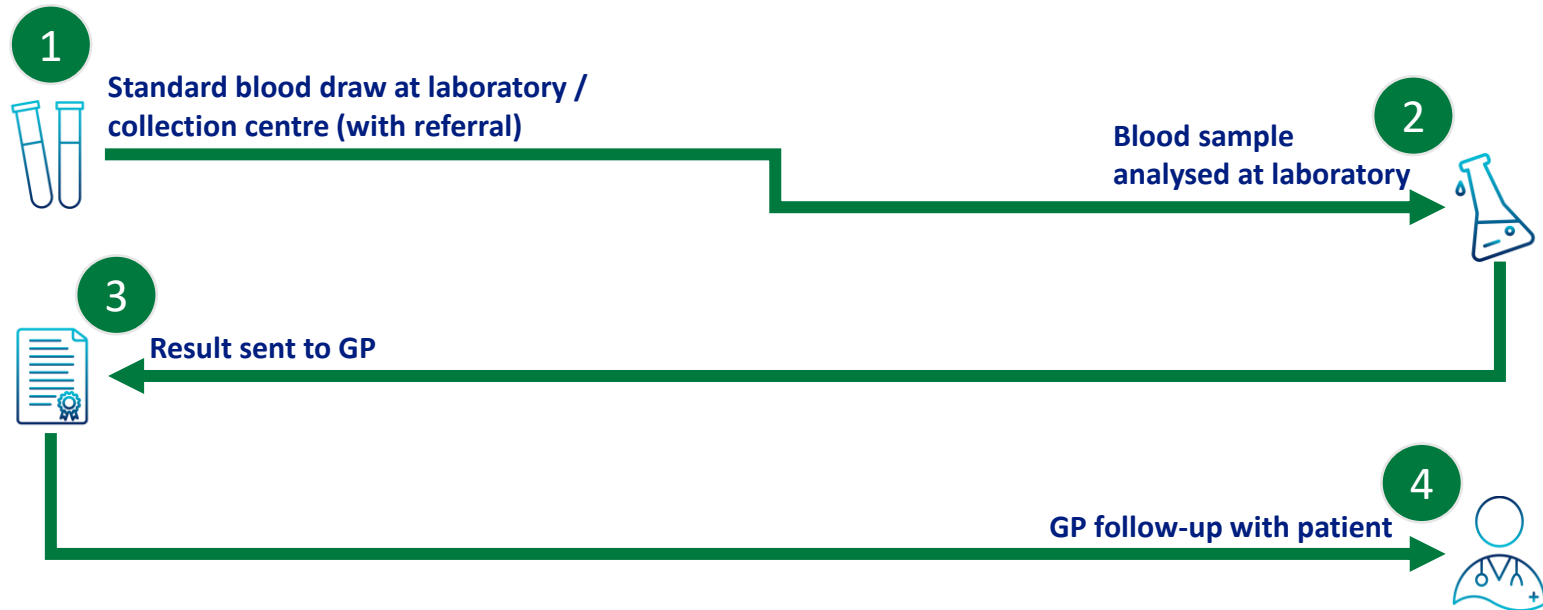 1
Standard blood draw at laboratory /
collection centre (with referral)
2
Blood sample
analysed at laboratory
3
Result sent to GP
4
GP follow-up with patient